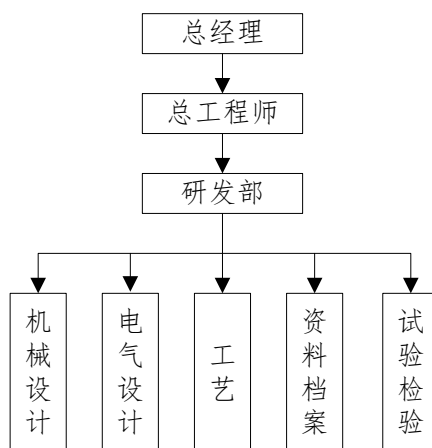 总经理
总工程师
研发部
机械设计
电气设计
工艺
资料档案
试验检验